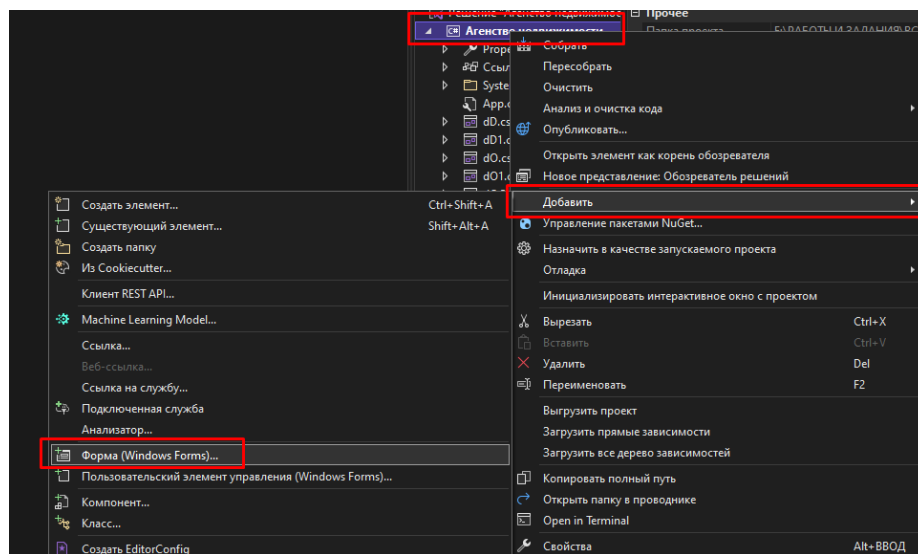 Решение "Агенство недвижимос
Прочее
Агенство недвижимости
Папка проекта
Prope
Ссыл
Syste
App.c
dD.cs
dD1.c
dO.cs
dO1.c
Собрать
Пересобрать
Очистить
Анализ и очистка кода
Опубликовать...
Открыть элемент как корень обозревателя
Новое представление: Обозреватель решений
Добавить
Управление пакетами NuGet...
Назначить в качестве запускаемого проекта
Отладка
Инициализировать интерактивное окно с проектом
Вырезать Ctrl+X
Вставить Ctrl+V
Удалить Del
Переименовать F2
Выгрузить проект
Загрузить прямые зависимости
Загрузить все дерево зависимостей
Копировать полный путь
Открыть папку в проводнике
Open in Terminal
Свойства Alt+ВВОД
Создать элемент... Ctrl+Shift+A
Существующий элемент... Shift+Alt+A
Создать папку
Из Cookiecutter...
Клиент REST API...
Machine Learning Model...
Ссылка...
Веб-ссылка...
Ссылка на службу...
Подключенная служба
Анализатор...
Форма (Windows Forms)...
Пользовательский элемент управления (Windows Forms)...
Компонент...
Класс...
Создать EditorConfig